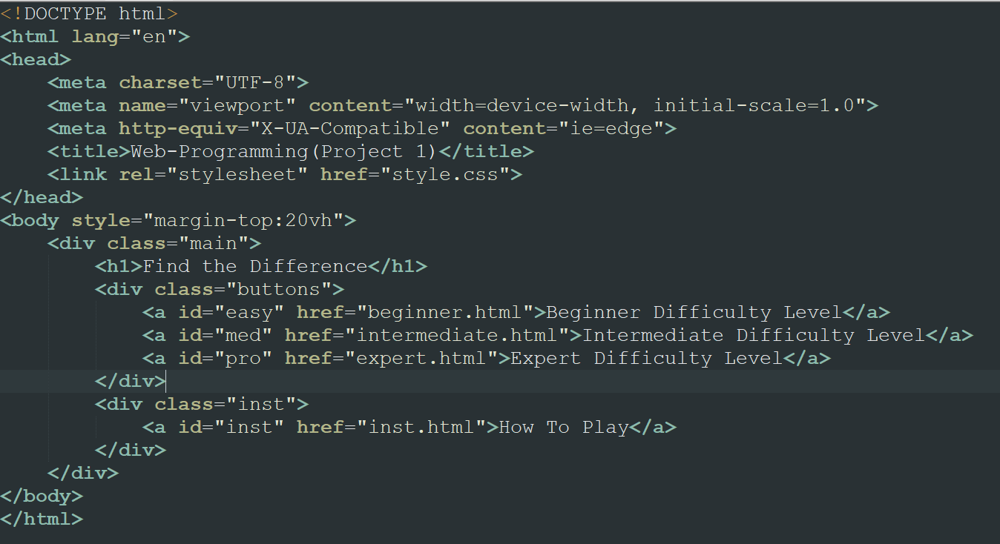 <!DOCTYPE html>
<html lang="en">
<head>
    <meta charset="UTF-8">
    <meta name="viewport" content="width=device-width, initial-scale=1.0">
    <meta http-equiv="X-UA-Compatible" content="ie=edge">
    <title>Web-Programming(Project 1)</title>
    <link rel="stylesheet" href="style.css">
</head>
<body style="margin-top:20vh">
    <div class="main">
        <h1>Find the Difference</h1>
        <div class="buttons">
            <a id="easy" href="beginner.html">Beginner Difficulty Level</a>
            <a id="med" href="intermediate.html">Intermediate Difficulty Level</a>
            <a id="pro" href="expert.html">Expert Difficulty Level</a>
        </div>
        <div class="inst">
            <a id="inst" href="inst.html">How To Play</a>
        </div>
    </div>
</body>
</html>